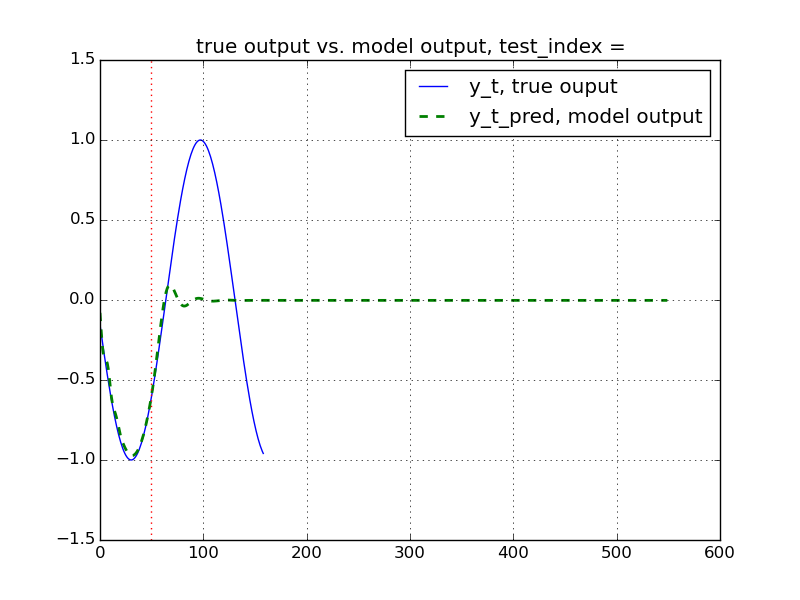 true output vs. model output, test_index =
y_t, true ouput
y_t_pred, model output
1.5
1.0
0.5
0.0
−0.5
−1.0
−1.5
0 100 200 300 400 500 600